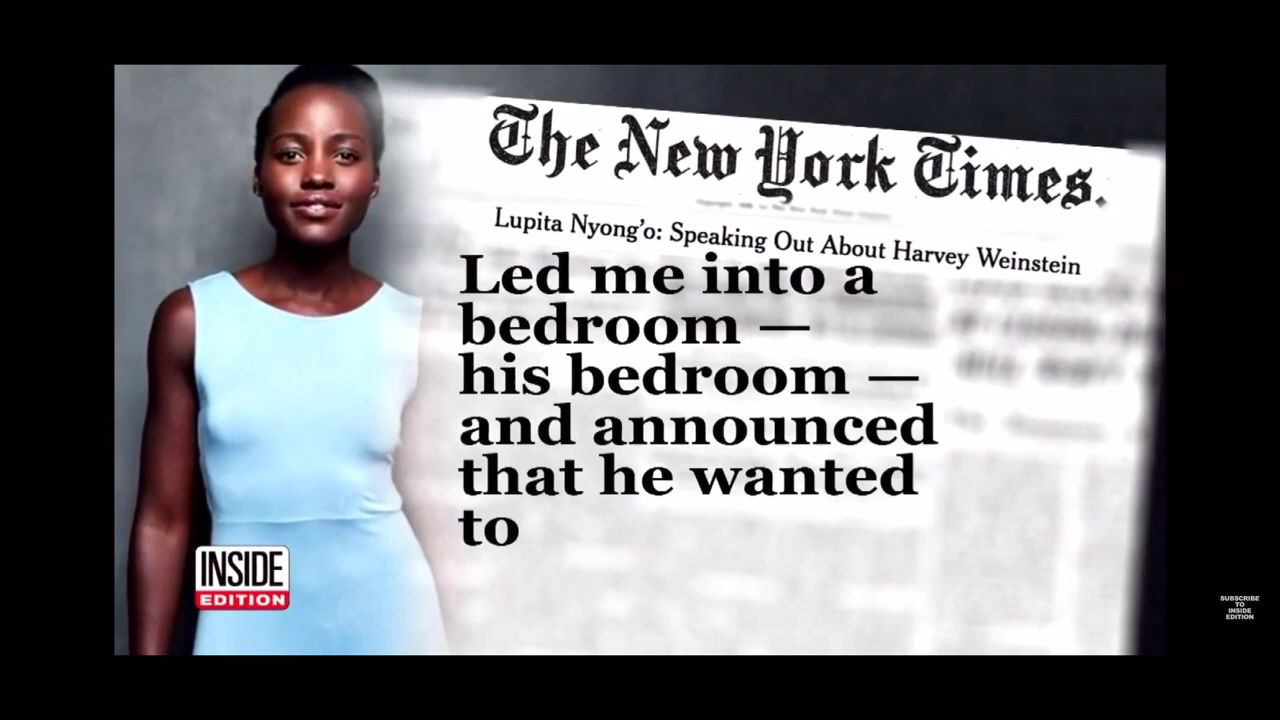 The New York Times.
Lupita Nyong'o: Speaking Out About Harvey Weinstein
Led me into a
bedroom —
his bedroom —
and announced
that he wanted
to
INSIDE
EDITION
SUBSCRIBE
TO
INSIDE
EDITION